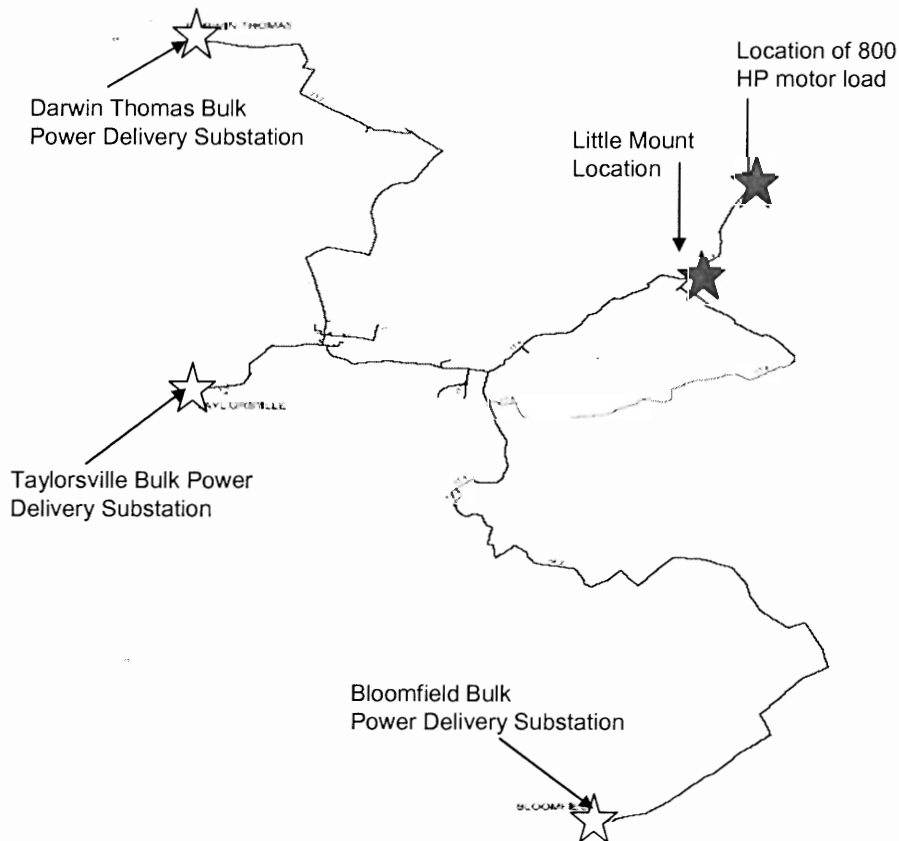 Darwin Thomas Bulk
Power Delivery Substation
Location of 800
HP motor load
Little Mount
Location
Taylorsville Bulk Power
Delivery Substation
Bloomfield Bulk
Power Delivery Substation
THOMAS